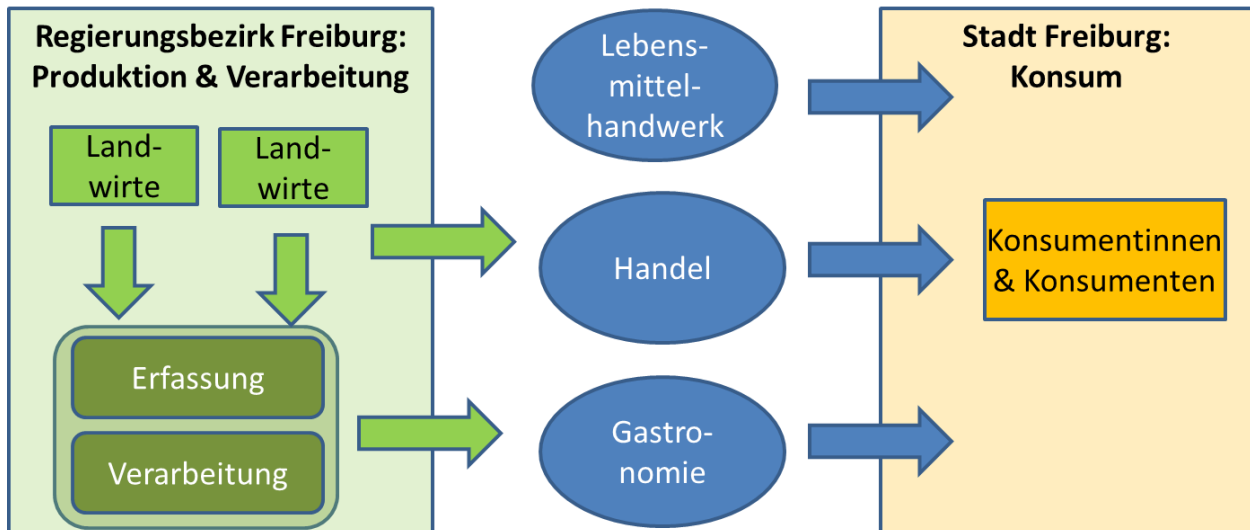 Regierungsbezirk Freiburg:
Produktion & Verarbeitung
Land-
wirte
Land-
wirte
Erfassung
Verarbeitung
Lebens-
mittel-
handwerk
Handel
Gastro-
nomie
Stadt Freiburg:
Konsum
Konsumentinnen
& Konsumenten